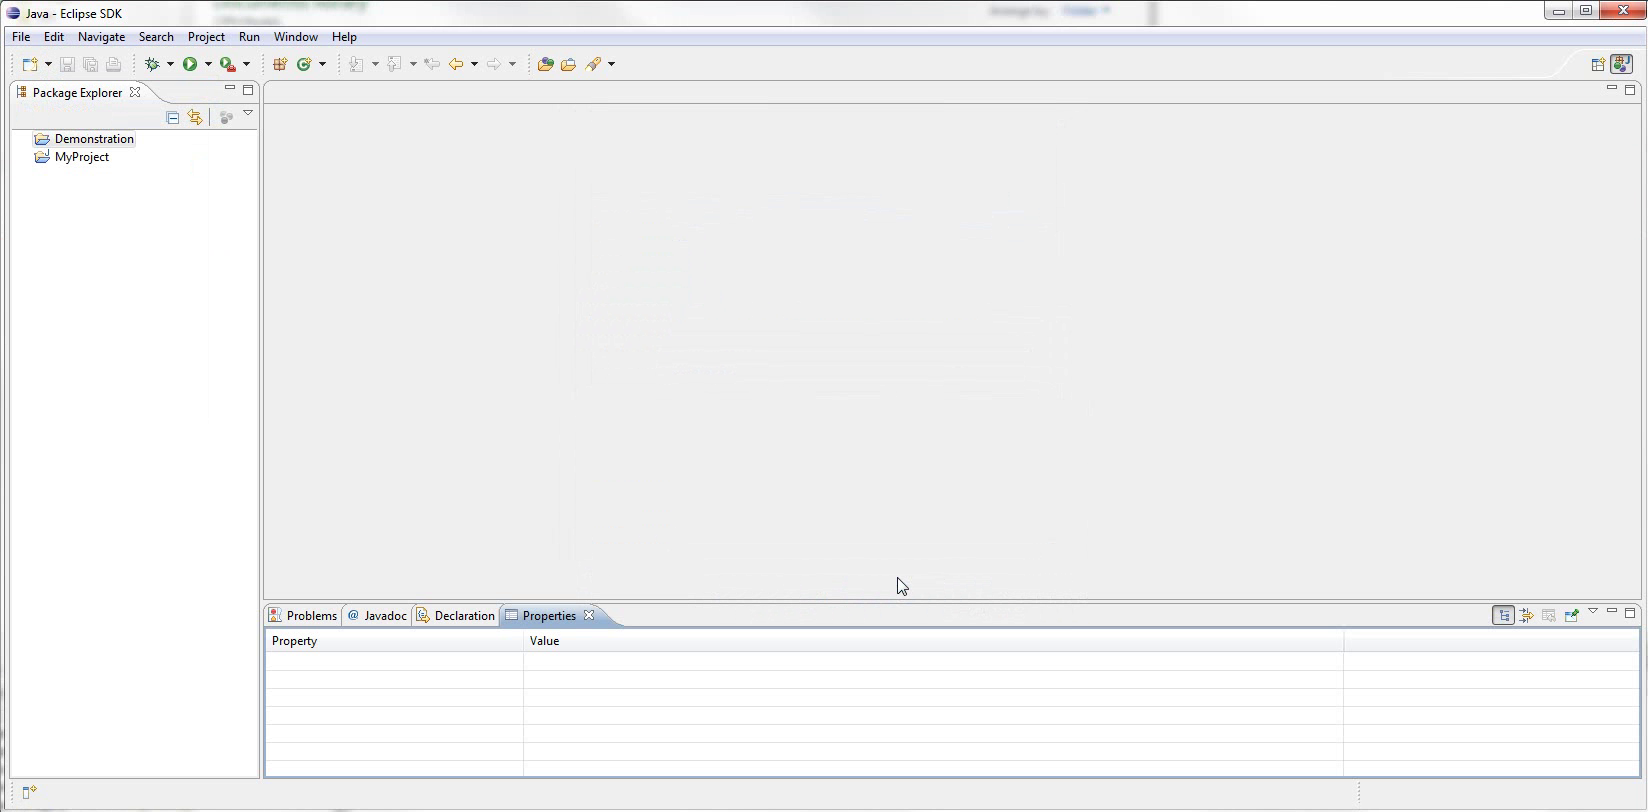 Java - Eclipse SDK
File Edit Navigate Search Project Run Window Help
Package Explorer
Demonstration
MyProject
Problems @ Javadoc Declaration Properties
Property Value